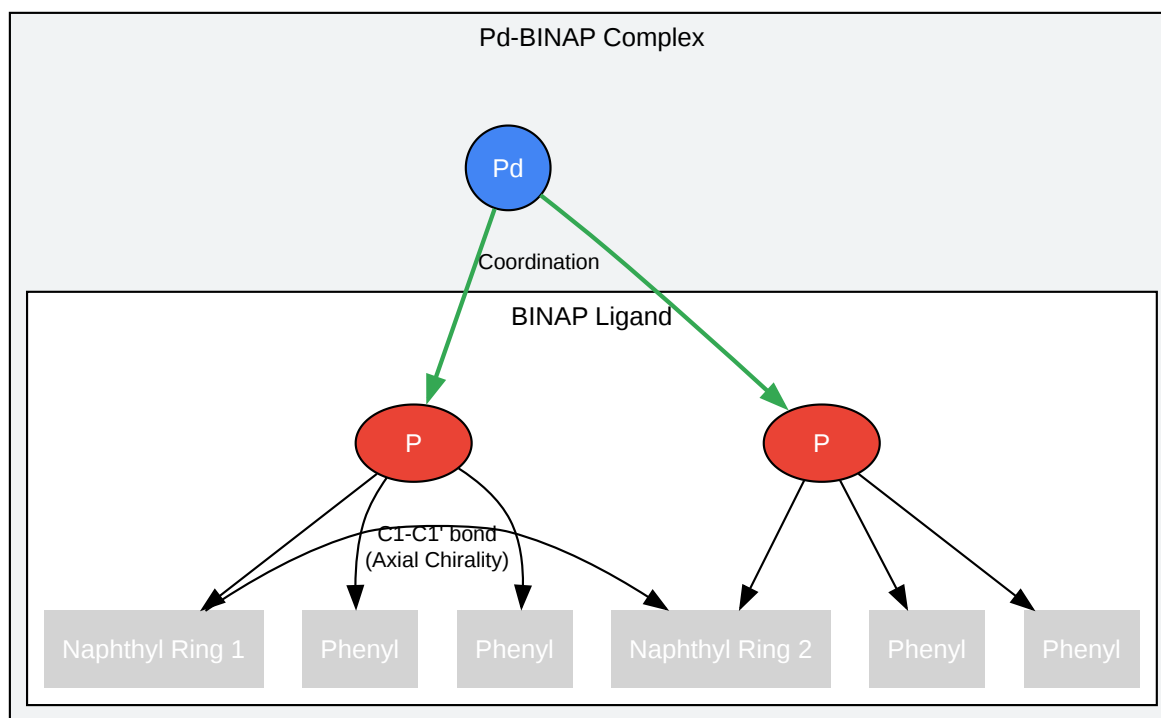 Pd-BINAP Complex
Pd
Coordination
BINAP Ligand
P
P
C1-C1' bond
(Axial Chirality)
Naphthyl Ring 1
Phenyl
Phenyl
Naphthyl Ring 2
Phenyl
Phenyl